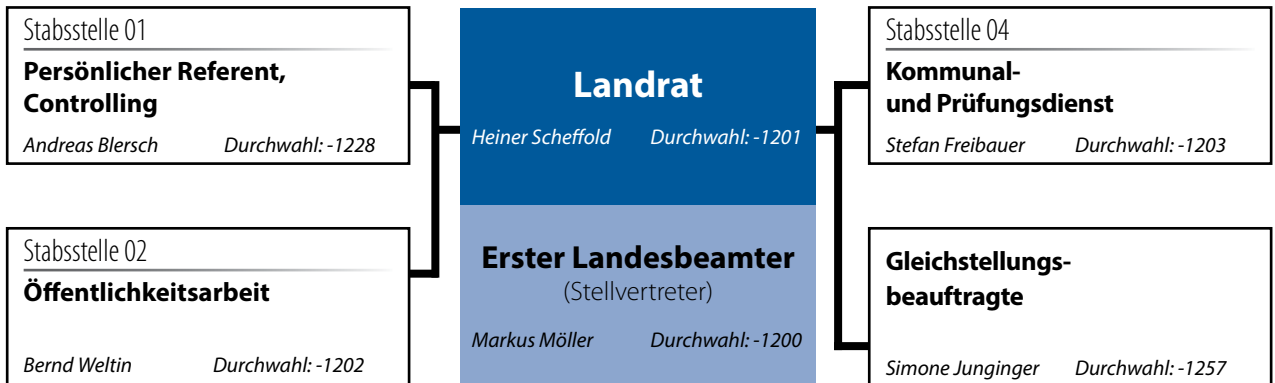 Stabsstelle 01
Persönlicher Referent,
Controlling
Andreas Blersch Durchwahl: -1228
Stabsstelle 02
Öffentlichkeitsarbeit
Bernd Weltin Durchwahl: -1202
Landrat
Heiner Scheffold Durchwahl: -1201
Erster Landesbeamter
(Stellvertreter)
Markus Möller Durchwahl: -1200
Stabsstelle 04
Kommunal-
und Prüfungsdienst
Stefan Freibauer Durchwahl: -1203
Gleichstellungs-
beauftragte
Simone Junginger Durchwahl: -1257